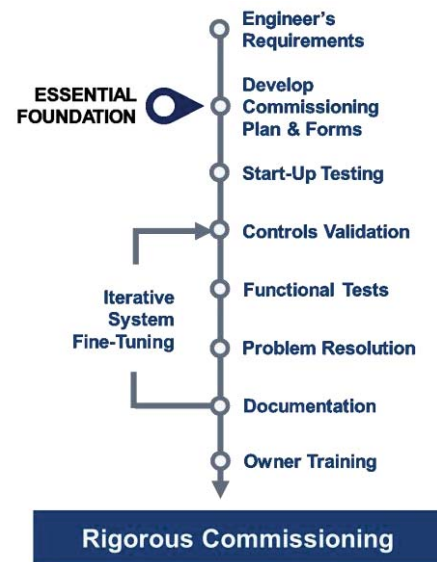 Engineer's
Requirements
ESSENTIAL
FOUNDATION
Develop
Commissioning
Plan & Forms
Start-Up Testing
Controls Validation
Iterative
System
Fine-Tuning
Functional Tests
Problem Resolution
Documentation
Owner Training
Rigorous Commissioning